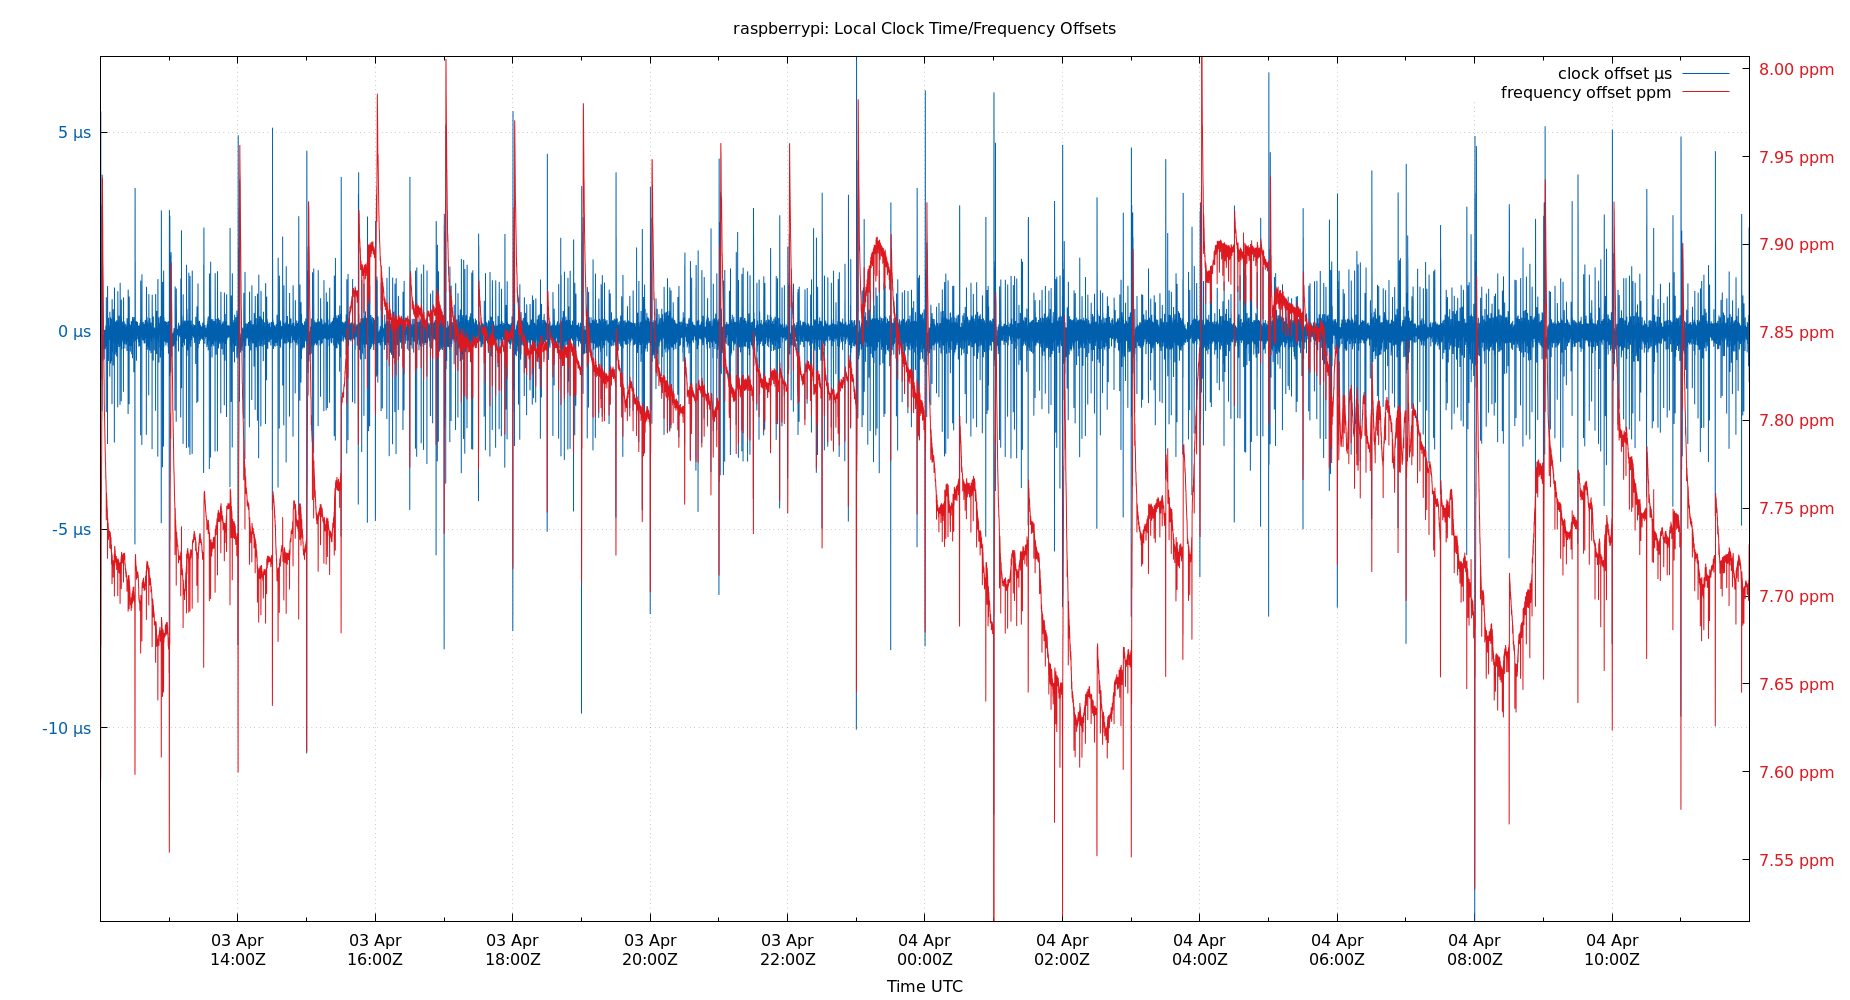 raspberrypi: Local Clock Time/Frequency Offsets
clock offset µs
frequency offset ppm
5 µs
0 µs
-5 µs
-10 µs
8.00 ppm
7.95 ppm
7.90 ppm
7.85 ppm
7.80 ppm
7.75 ppm
7.70 ppm
7.65 ppm
7.60 ppm
7.55 ppm
03 Apr 03 Apr 03 Apr 03 Apr 03 Apr 04 Apr 04 Apr 04 Apr 04 Apr 04 Apr 04 Apr
14:00Z 16:00Z 18:00Z 20:00Z 22:00Z 00:00Z 02:00Z 04:00Z 06:00Z 08:00Z 10:00Z
Time UTC